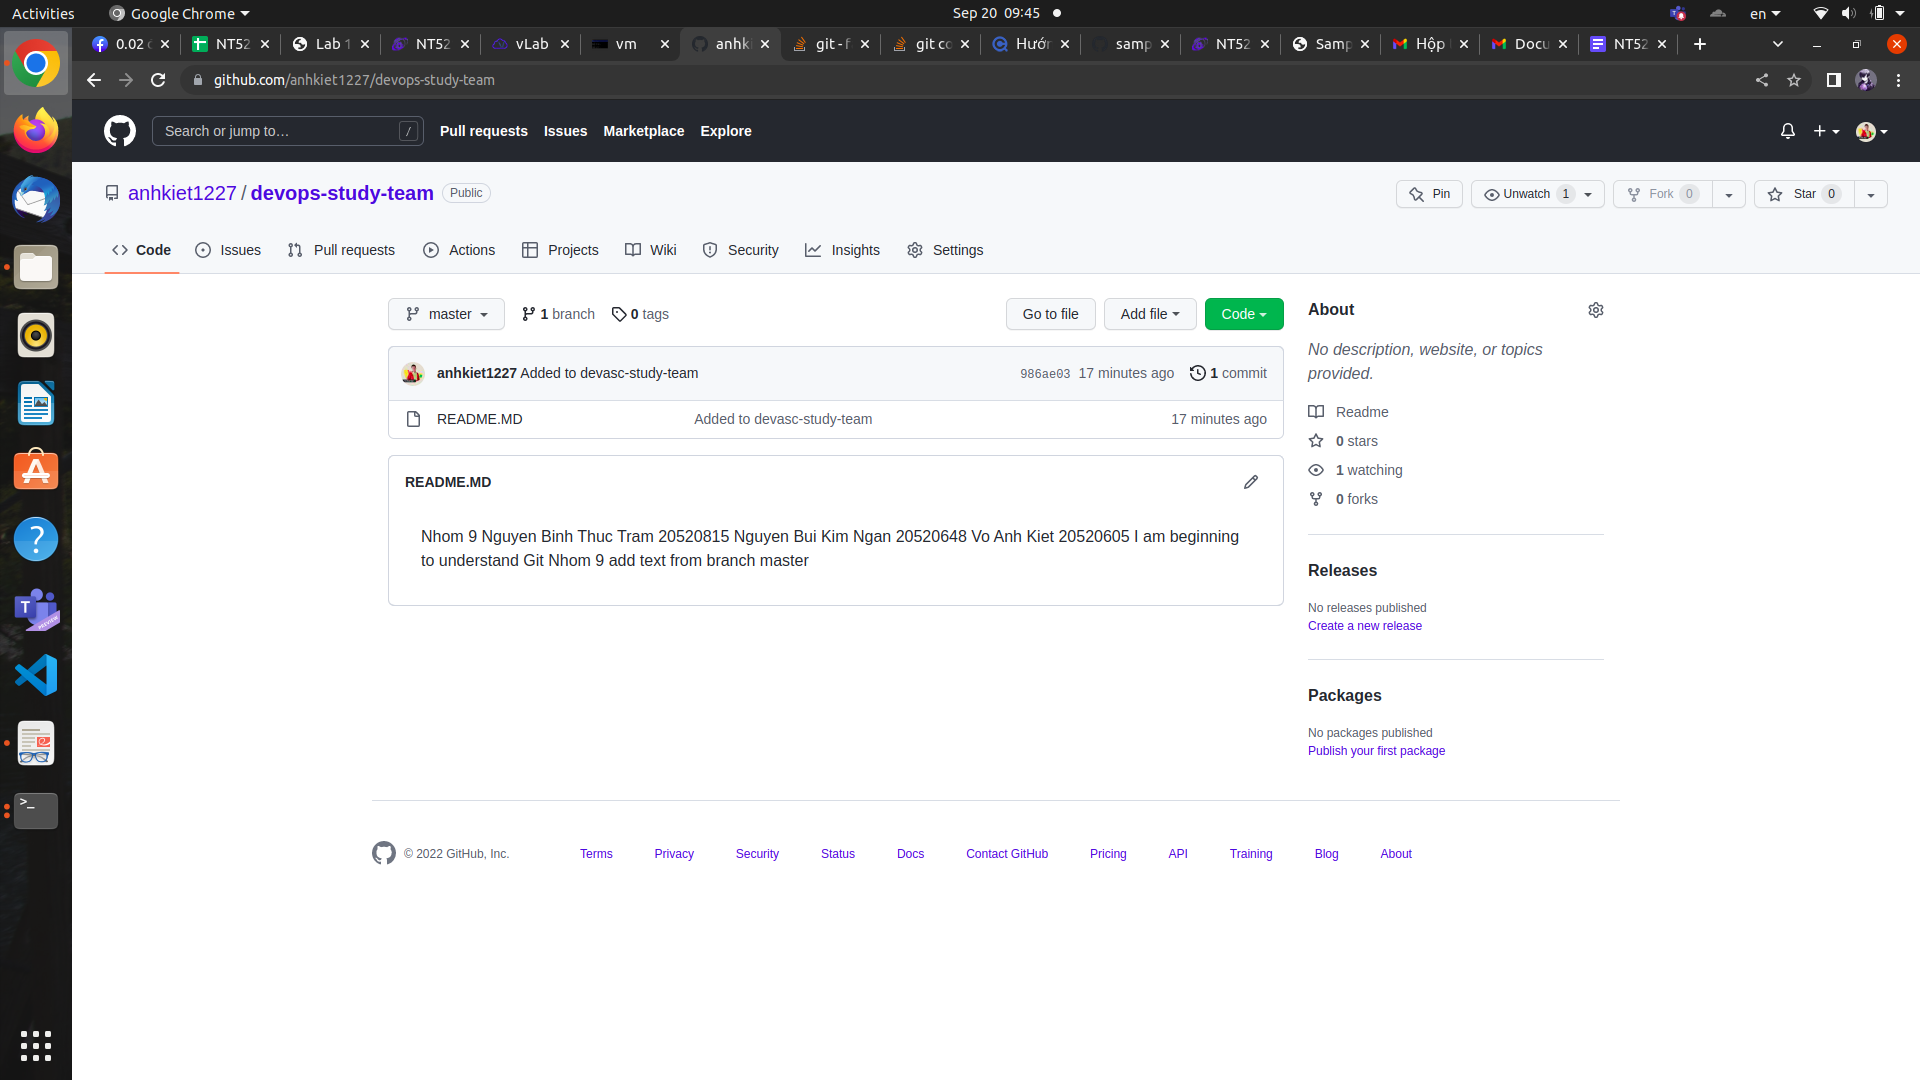 Activities Google Chrome Sep 20 09:45 en
0.02 NT52 Lab 1 NT52 vLab vm anhki git - f git co Hướn samp NT52 Samp Hộp Docu NT52
github.com/anhkiet1227/devops-study-team
Search or jump to… / Pull requests Issues Marketplace Explore
anhkiet1227 / devops-study-team Public Pin Unwatch 1 Fork 0 Star 0
Code Issues Pull requests Actions Projects Wiki Security Insights Settings
master 1 branch 0 tags Go to file Add file Code
anhkiet1227 Added to devasc-study-team 986ae03 17 minutes ago 1 commit
README.MD Added to devasc-study-team 17 minutes ago
README.MD
Nhom 9 Nguyen Binh Thuc Tram 20520815 Nguyen Bui Kim Ngan 20520648 Vo Anh Kiet 20520605 I am beginning
to understand Git Nhom 9 add text from branch master
About
No description, website, or topics
provided.
Readme
0 stars
1 watching
0 forks
Releases
No releases published
Create a new release
Packages
No packages published
Publish your first package
© 2022 GitHub, Inc. Terms Privacy Security Status Docs Contact GitHub Pricing API Training Blog About